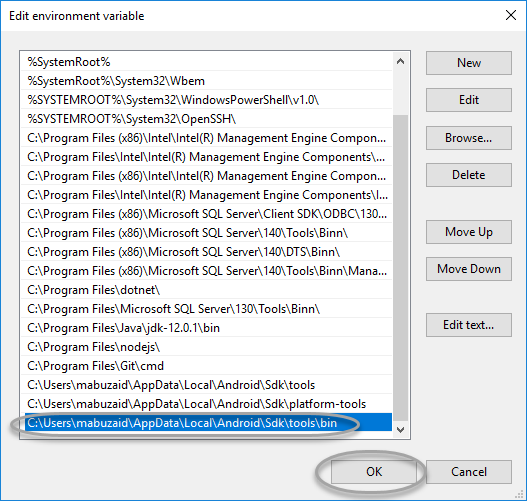 Edit environment variable
%SystemRoot%
%SystemRoot%\System32\Wbem
%SYSTEMROOT%\System32\WindowsPowerShell\v1.0\
%SYSTEMROOT%\System32\OpenSSH\
C:\Program Files (x86)\Intel\Intel(R) Management Engine Compon...
C:\Program Files\Intel\Intel(R) Management Engine Components\...
C:\Program Files (x86)\Intel\Intel(R) Management Engine Compon...
C:\Program Files\Intel\Intel(R) Management Engine Components\I...
C:\Program Files (x86)\Microsoft SQL Server\Client SDK\ODBC\130...
C:\Program Files (x86)\Microsoft SQL Server\140\Tools\Binn\
C:\Program Files (x86)\Microsoft SQL Server\140\DTS\Binn\
C:\Program Files (x86)\Microsoft SQL Server\140\Tools\Binn\Mana...
C:\Program Files\dotnet\
C:\Program Files\Microsoft SQL Server\130\Tools\Binn\
C:\Program Files\Java\jdk-12.0.1\bin
C:\Program Files\nodejs\
C:\Program Files\Git\cmd
C:\Users\mabuzaid\AppData\Local\Android\Sdk\tools
C:\Users\mabuzaid\AppData\Local\Android\Sdk\platform-tools
C:\Users\mabuzaid\AppData\Local\Android\Sdk\tools\bin
New
Edit
Browse...
Delete
Move Up
Move Down
Edit text...
OK
Cancel